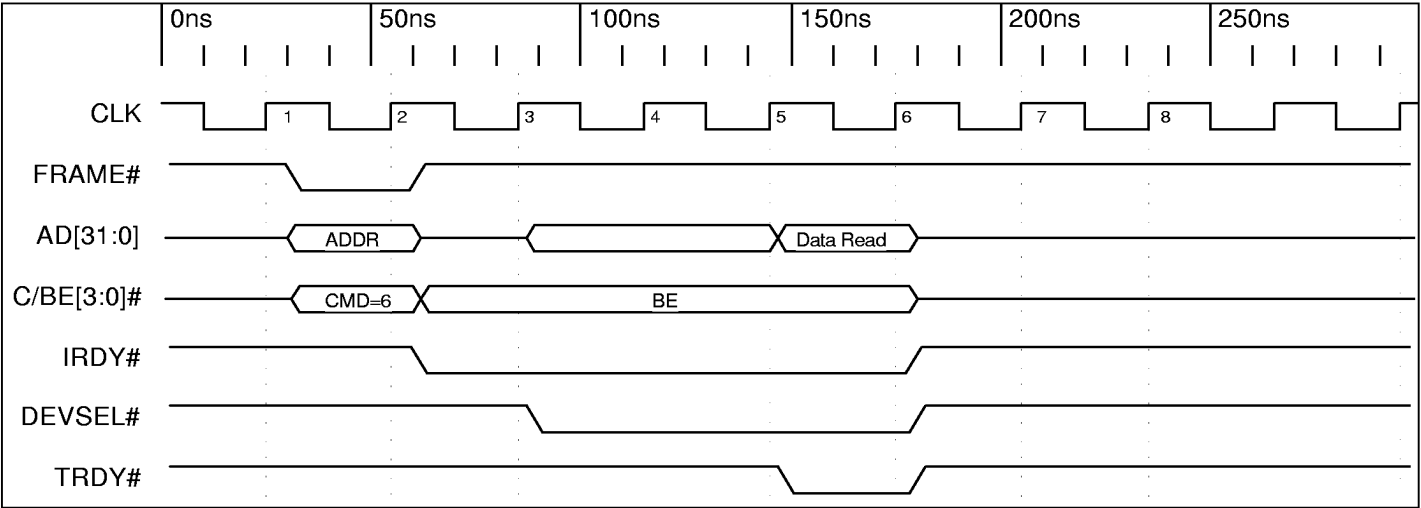 0ns 50ns 100ns 150ns 200ns 250ns
CLK 1 2 3 4 5 6 7 8
FRAME#
AD[31:0] ADDR Data Read
C/BE[3:0]# CMD=6 BE
IRDY#
DEVSEL#
TRDY#